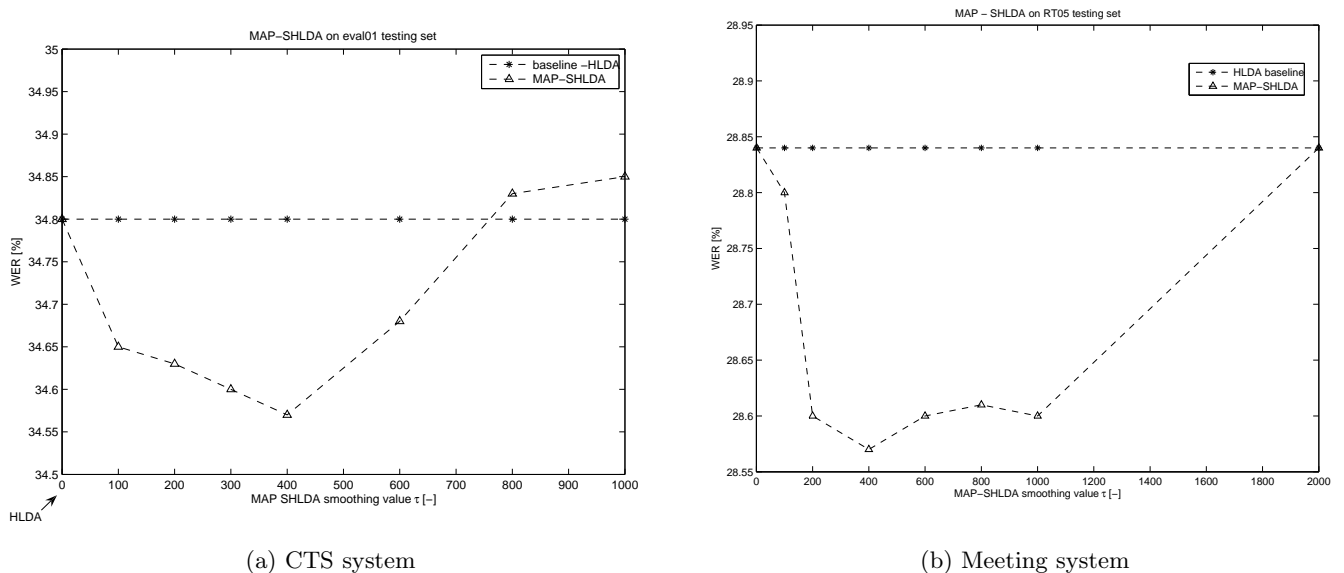 MAP−SHLDA on eval01 testing set
35
34.95
34.9
34.85
34.8
34.75
34.7
34.65
34.6
34.55
34.5
WER [%]
baseline −HLDA
MAP−SHLDA
0 100 200 300 400 500 600 700 800 900 1000
MAP SHLDA smoothing value τ [−]
HLDA
(a) CTS system
MAP − SHLDA on RT05 testing set
28.95
28.9
28.85
28.8
28.75
28.7
28.65
28.6
28.55
WER [%]
HLDA baseline
MAP−SHLDA
0 200 400 600 800 1000 1200 1400 1600 1800 2000
MAP−SHLDA smoothing value τ [−]
(b) Meeting system